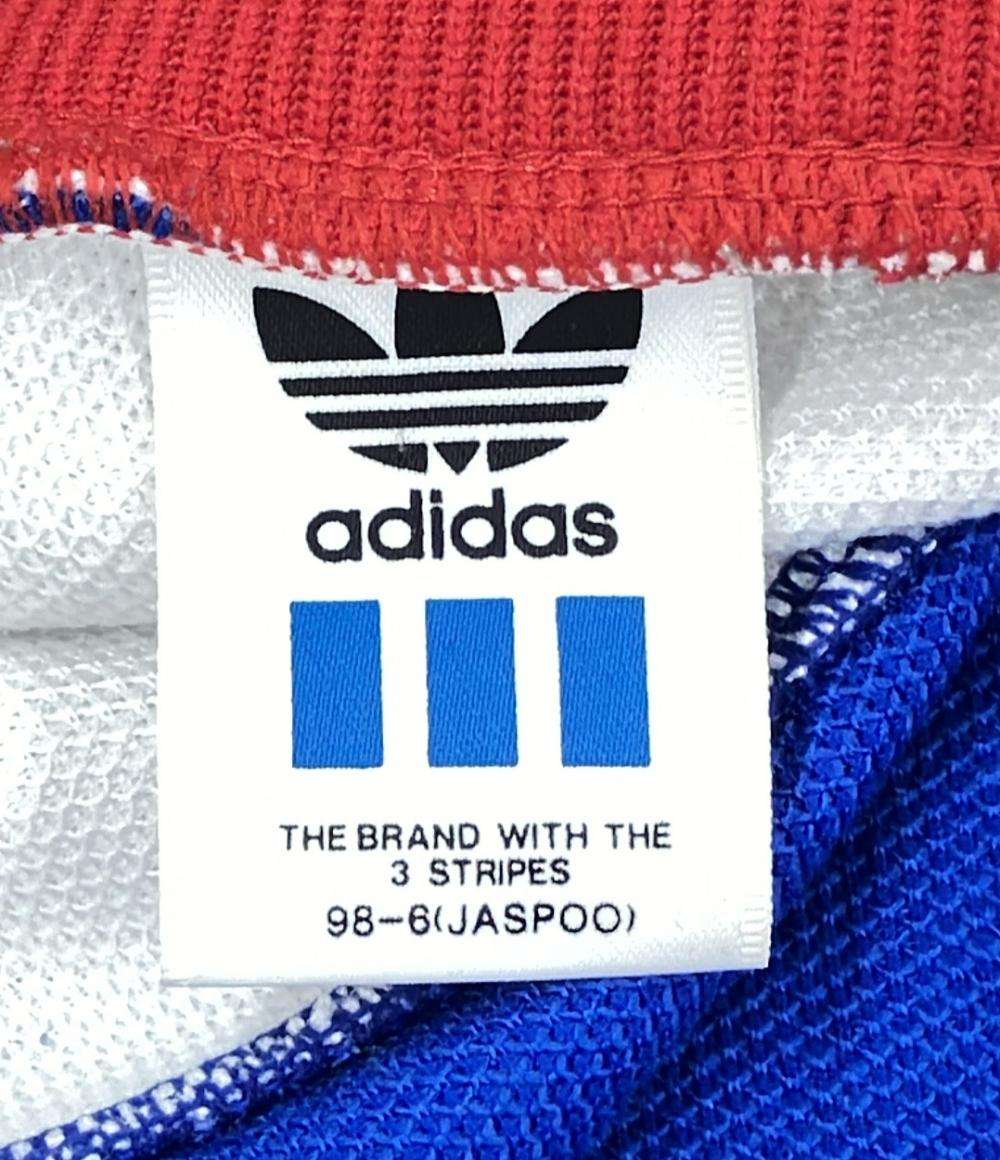 adidas
THE BRAND WITH THE
3 STRIPES
98-6(JASPOO)